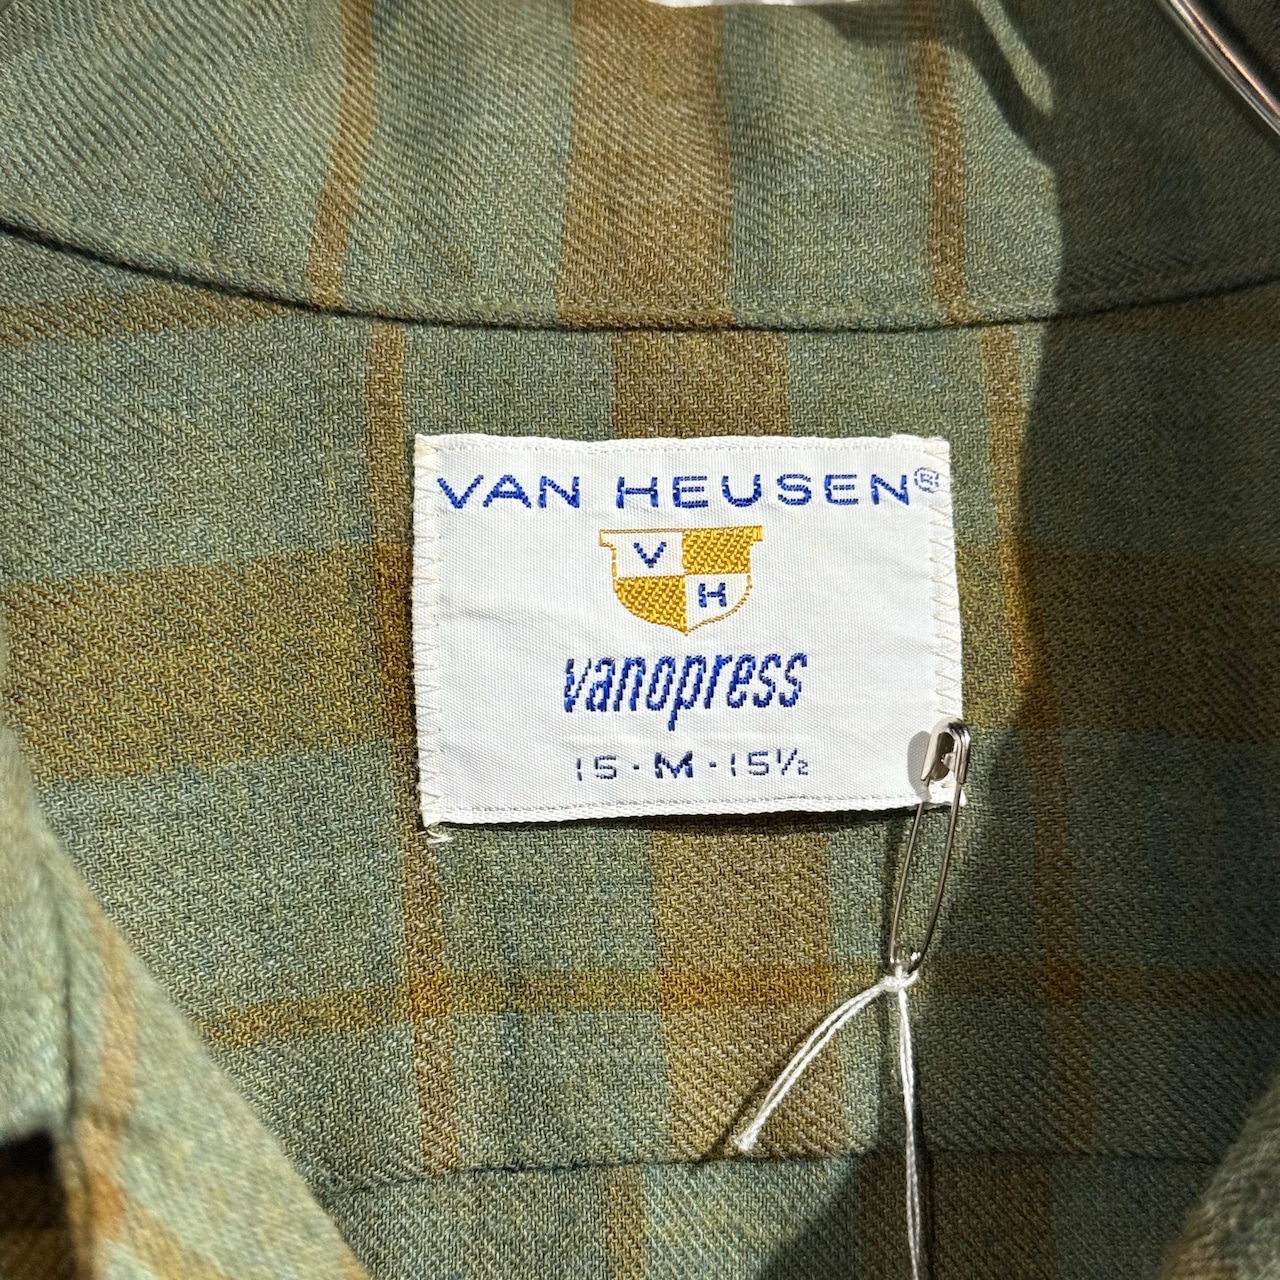 VAN HEUSEN®
V
H
vanopress
15 · M · 15½